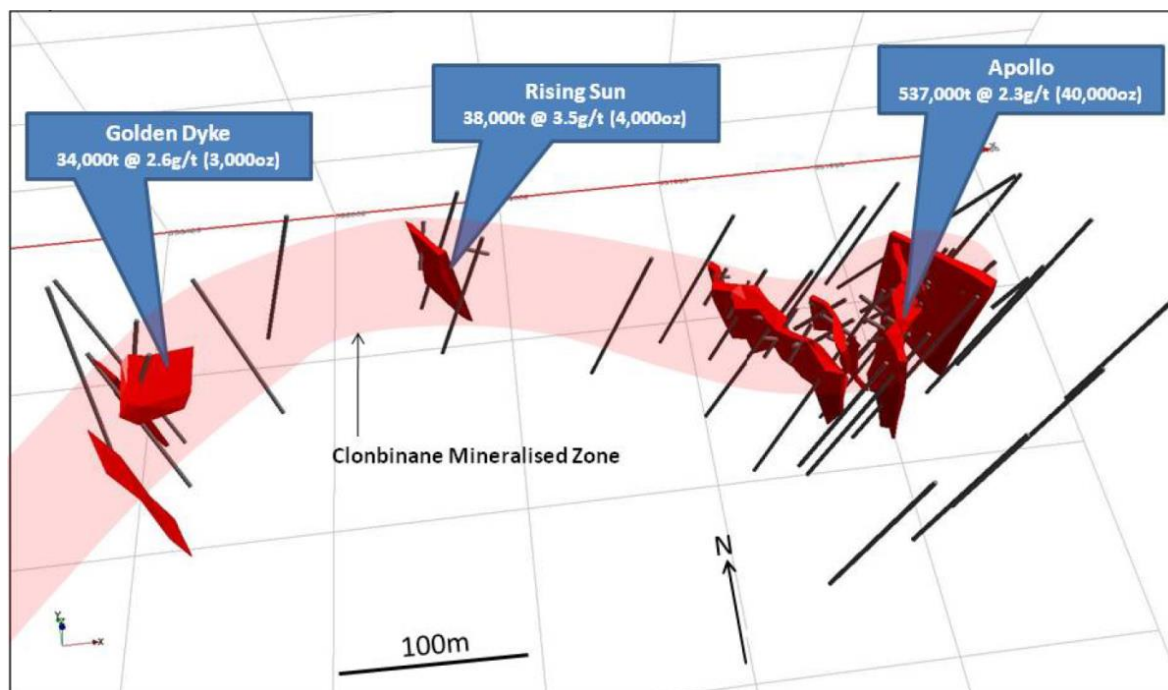 Golden Dyke
34,000t @ 2.6g/t (3,000oz)
Rising Sun
38,000t @ 3.5g/t (4,000oz)
Apollo
537,000t @ 2.3g/t (40,000oz)
Clonbinane Mineralised Zone
N
100m
Y
X
X